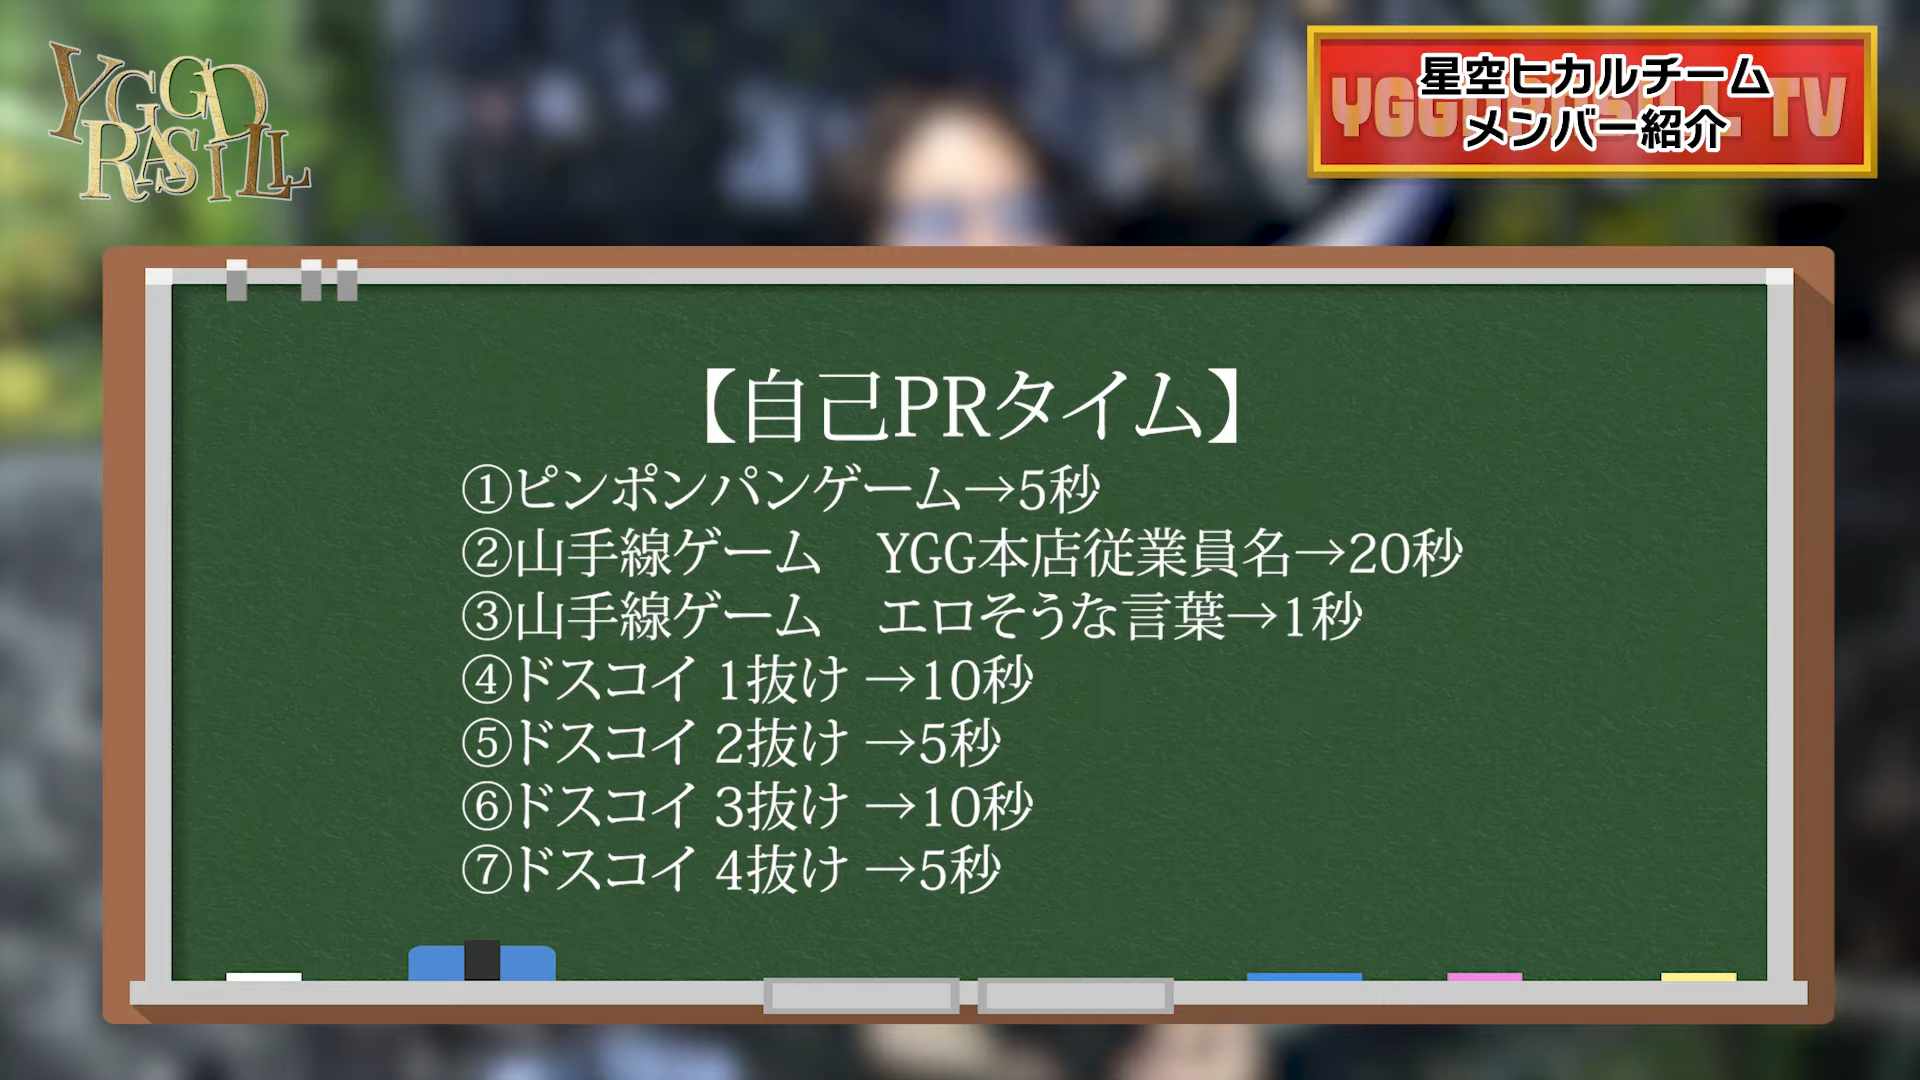 YGGD
RASILL
星空ヒカルチーム
メンバー紹介
【自己PRタイム】
①ピンポンパンゲーム→5秒
②山手線ゲーム　YGG本店従業員名→20秒
③山手線ゲーム　エロそうな言葉→1秒
④ドスコイ 1抜け →10秒
⑤ドスコイ 2抜け →5秒
⑥ドスコイ 3抜け →10秒
⑦ドスコイ 4抜け →5秒